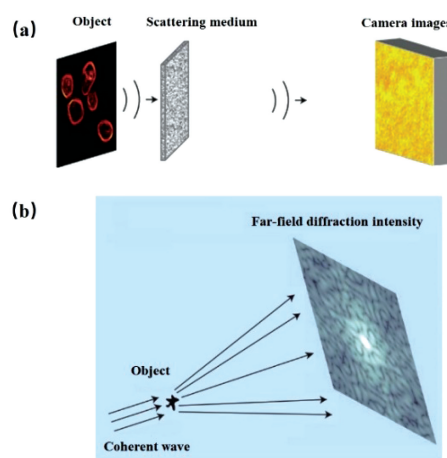 (a)
Object
Scattering medium
Camera images
(b)
Far-field diffraction intensity
Object
Coherent wave